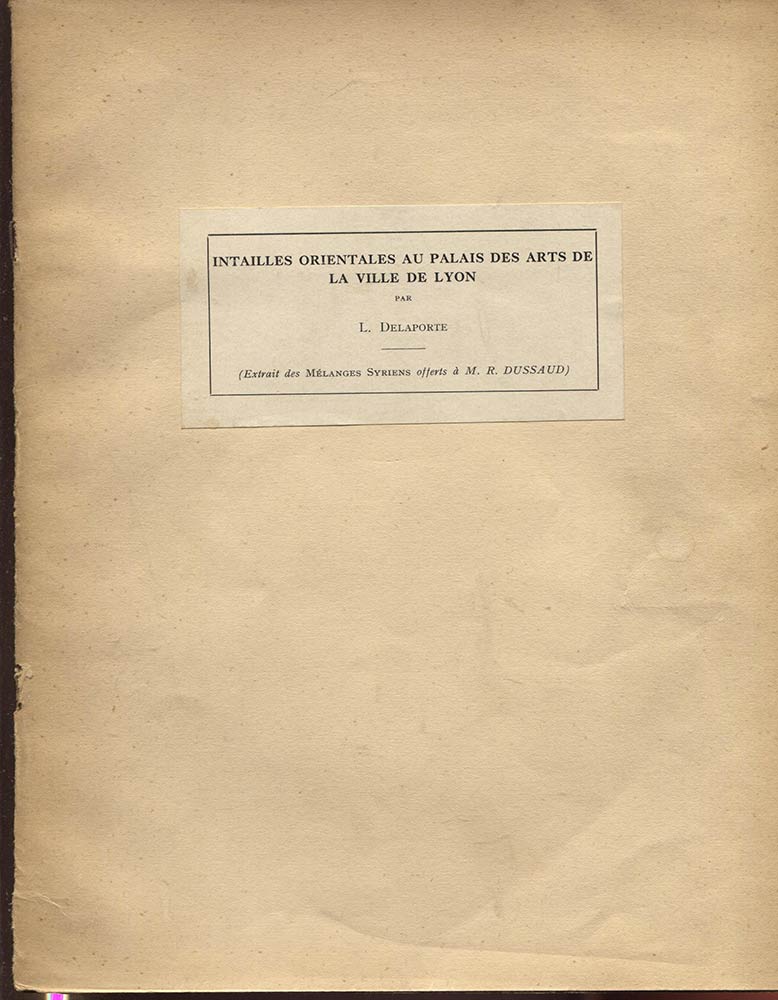 INTAILLES ORIENTALES AU PALAIS DES ARTS DE
LA VILLE DE LYON
PAR
L. DELAPORTE
(Extrait des MÉLANGES SYRIENS offerts à M. R. DUSSAUD)